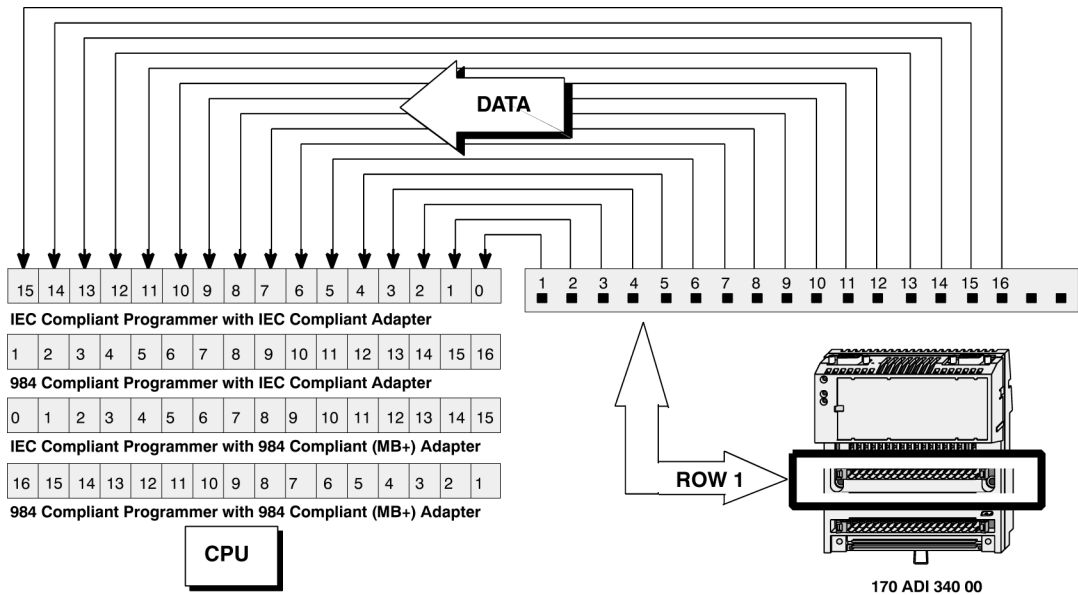 DATA
15 14 13 12 11 10 9 8 7 6 5 4 3 2 1 0
1 2 3 4 5 6 7 8 9 10 11 12 13 14 15 16
IEC Compliant Programmer with IEC Compliant Adapter
1 2 3 4 5 6 7 8 9 10 11 12 13 14 15 16
984 Compliant Programmer with IEC Compliant Adapter
0 1 2 3 4 5 6 7 8 9 10 11 12 13 14 15
IEC Compliant Programmer with 984 Compliant (MB+) Adapter
16 15 14 13 12 11 10 9 8 7 6 5 4 3 2 1
984 Compliant Programmer with 984 Compliant (MB+) Adapter
ROW 1
CPU
170 ADI 340 00